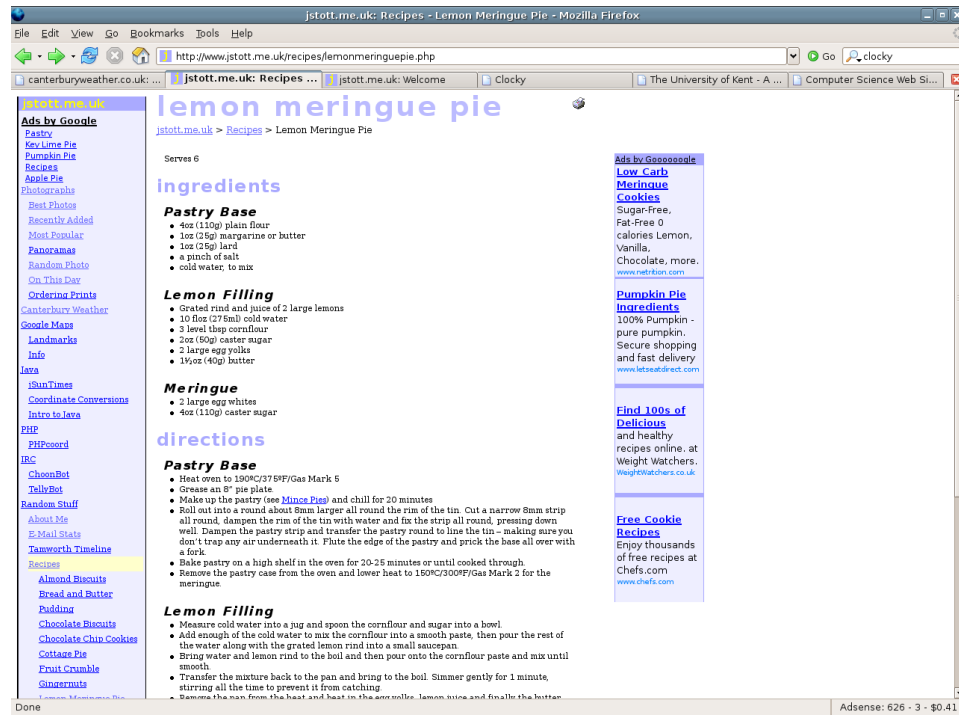 jstott.me.uk: Recipes - Lemon Meringue Pie - Mozilla Firefox
File Edit View Go Bookmarks Tools Help
http://www.jstott.me.uk/recipes/lemonmeringuepie.php
Go
clocky
canterburyweather.co.uk: ...
jstott.me.uk: Recipes ...
jstott.me.uk: Welcome
Clocky
The University of Kent - A ...
Computer Science Web Si...
jstott.me.uk
Ads by Google
Pastry
Key Lime Pie
Pumpkin Pie
Recipes
Apple Pie
Photographs
Best Photos
Recently Added
Most Popular
Panoramas
Random Photo
On This Day
Ordering Prints
Canterbury Weather
Google Maps
Landmarks
Info
Java
iSunTimes
Coordinate Conversions
Intro to Java
PHP
PHPcoord
IRC
ChoonBot
TellyBot
Random Stuff
About Me
E-Mail Stats
Tamworth Timeline
Recipes
Almond Biscuits
Bread and Butter
Pudding
Chocolate Biscuits
Chocolate Chip Cookies
Cottage Pie
Fruit Crumble
Gingernuts
Lemon Meringue Pie
lemon meringue pie
jstott.me.uk > Recipes > Lemon Meringue Pie
Serves 6
ingredients
Pastry Base
• 4oz (110g) plain flour
• 1oz (25g) margarine or butter
• 1oz (25g) lard
• a pinch of salt
• cold water, to mix
Lemon Filling
• Grated rind and juice of 2 large lemons
• 10 floz (275ml) cold water
• 3 level tbsp cornflour
• 2oz (50g) caster sugar
• 2 large egg yolks
• 1½oz (40g) butter
Meringue
• 2 large egg whites
• 4oz (110g) caster sugar
directions
Pastry Base
• Heat oven to 190ºC/375ºF/Gas Mark 5
• Grease an 8" pie plate.
• Make up the pastry (see Mince Pies) and chill for 20 minutes
• Roll out into a round about 8mm larger all round the rim of the tin. Cut a narrow 8mm strip
all round, dampen the rim of the tin with water and fix the strip all round, pressing down
well. Dampen the pastry strip and transfer the pastry round to line the tin – making sure you
don't trap any air underneath it. Flute the edge of the pastry and prick the base all over with
a fork.
• Bake pastry on a high shelf in the oven for 20-25 minutes or until cooked through.
• Remove the pastry case from the oven and lower heat to 150ºC/300ºF/Gas Mark 2 for the
meringue.
Lemon Filling
• Measure cold water into a jug and spoon the cornflour and sugar into a bowl.
• Add enough of the cold water to mix the cornflour into a smooth paste, then pour the rest of
the water along with the grated lemon rind into a small saucepan.
• Bring water and lemon rind to the boil and then pour onto the cornflour paste and mix until
smooth.
• Transfer the mixture back to the pan and bring to the boil. Simmer gently for 1 minute,
stirring all the time to prevent it from catching.
• Remove the pan from the heat and beat in the egg yolks, lemon juice and finally the butter.
Ads by Goooooogle
Low Carb
Meringue
Cookies
Sugar-Free,
Fat-Free 0
calories Lemon,
Vanilla,
Chocolate, more.
www.netrition.com
Pumpkin Pie
Ingredients
100% Pumpkin -
pure pumpkin.
Secure shopping
and fast delivery
www.letseatdirect.com
Find 100s of
Delicious
and healthy
recipes online. at
Weight Watchers.
WeightWatchers.co.uk
Free Cookie
Recipes
Enjoy thousands
of free recipes at
Chefs.com
www.chefs.com
Done
Adsense: 626 - 3 - $0.41